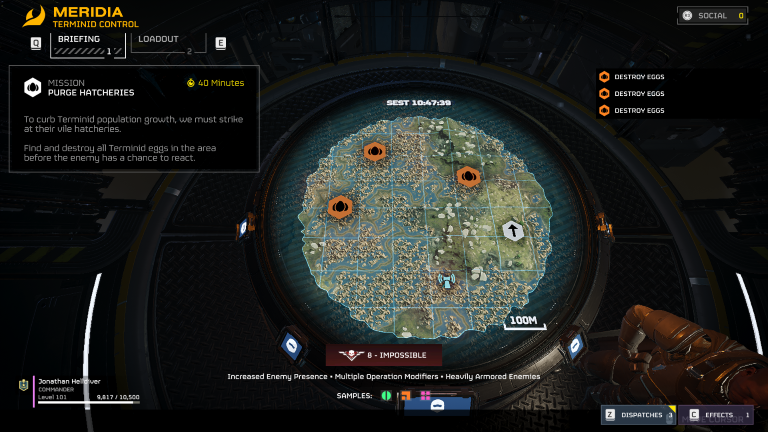 MERIDIA
TERMINID CONTROL
SOCIAL 0
Q
BRIEFING
1
LOADOUT
2
E
MISSION
PURGE HATCHERIES
40 Minutes
To curb Terminid population growth, we must strike
at their vile hatcheries.
Find and destroy all Terminid eggs in the area
before the enemy has a chance to react.
DESTROY EGGS
DESTROY EGGS
DESTROY EGGS
SEST 10:47:39
100M
8 - IMPOSSIBLE
Increased Enemy Presence • Multiple Operation Modifiers • Heavily Armored Enemies
SAMPLES:
Jonathan Helldiver
COMMANDER
Level 101
9,817 / 10,500
Z DISPATCHES 3
C EFFECTS 1
CURSOR